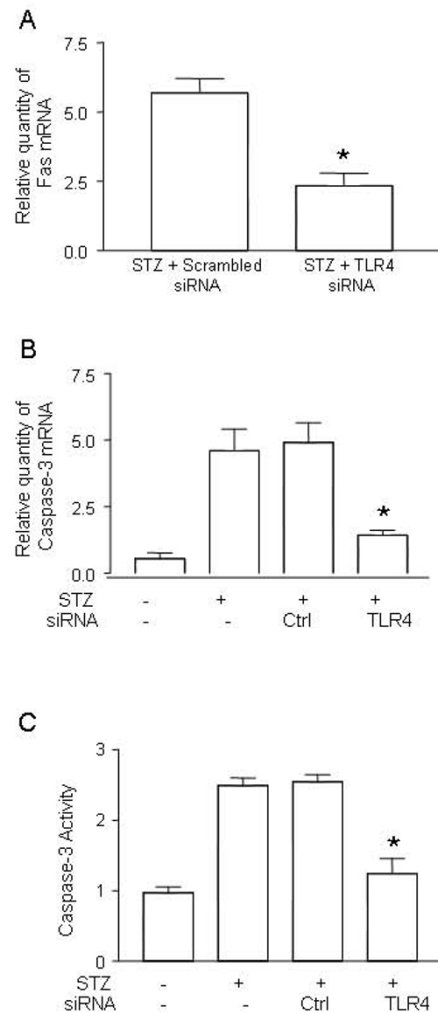 A
Relative quantity of
Fas mRNA
7.5
5.0
2.5
0.0
*
STZ + Scrambled
siRNA
STZ + TLR4
siRNA
B
Relative quantity of
Caspase-3 mRNA
7.5
5.0
2.5
0.0
*
STZ - + + +
siRNA - - Ctrl TLR4
C
Caspase-3 Activity
3
2
1
0
*
STZ - + + +
siRNA - - Ctrl TLR4